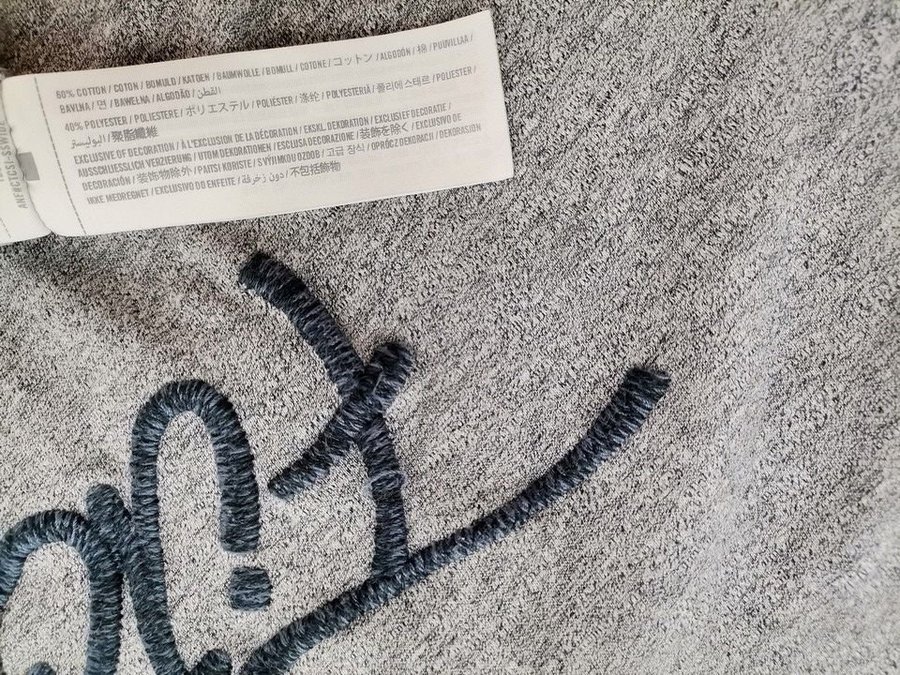 60% COTTON / COTON / BOMULD / KATOEN / BAUMWOLLE / BOMULL / COTONE / コットン / ALGODÓN / 棉 / PUUVILLAA /
BAVLNA / 면 / BAWEŁNA / ALGODÃO / القطن
40% POLYESTER / POLIESTERE / ポリエステル / POLIÉSTER / 涤纶 / POLYESTERIÄ / 폴리에스테르 / POLIESTER /
البوليستر / 聚脂纖維
EXCLUSIVE OF DECORATION / À L'EXCLUSION DE LA DÉCORATION / EKSKL. DEKORATION / EXCLUSIEF DECORATIE /
AUSSCHLIESSLICH VERZIERUNG / UTOM DEKORATIONEN / ESCLUSA DECORAZIONE / 装飾を除く / EXCLUSIVO DE
DECORACIÓN / 装饰物除外 / PAITSI KORISTE / S VÝJIMKOU OZDOB / 고급 장식 / OPRÓCZ DEKORACJI / DEKORASJON
IKKE MEDREGNET / EXCLUSIVO DO ENFEITE / دون زخرفة / 不包括飾物